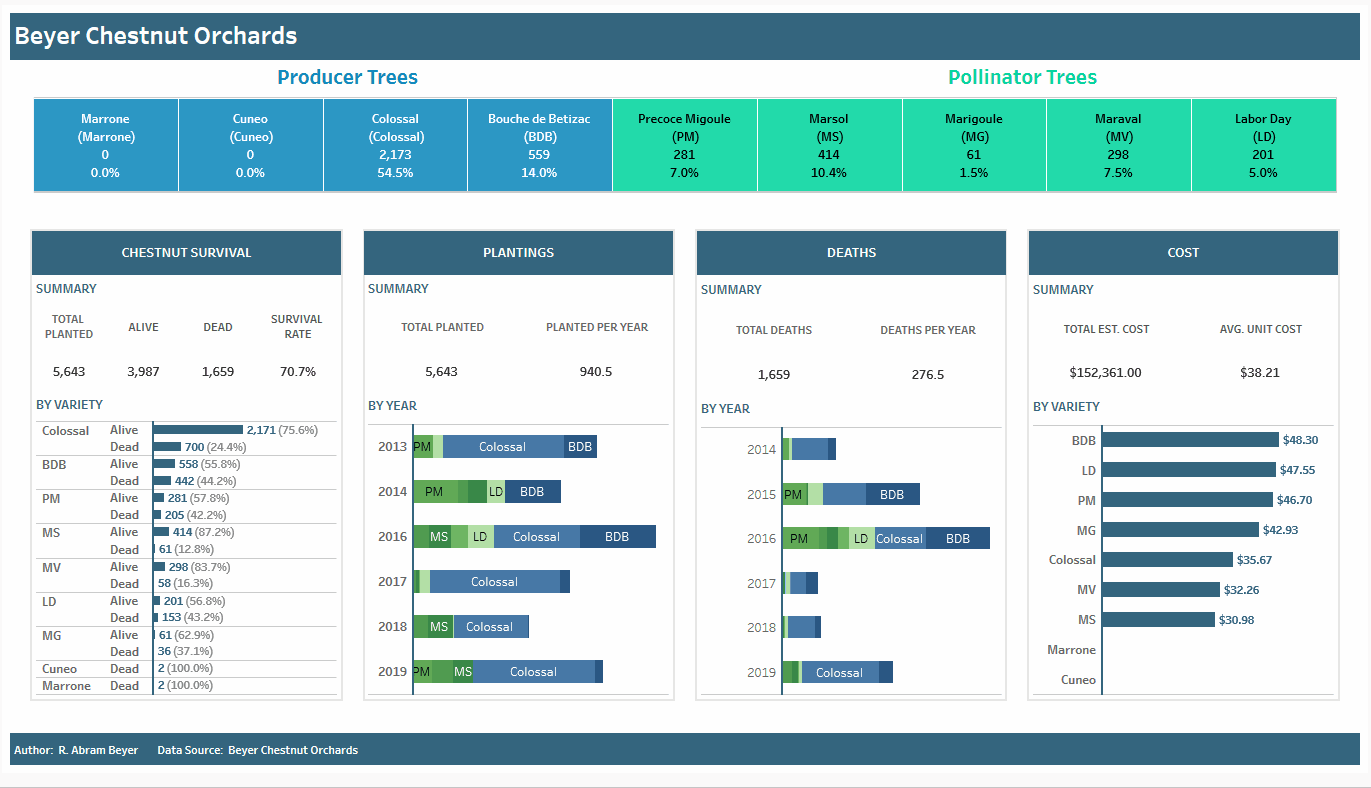 Beyer Chestnut Orchards
Producer Trees
Pollinator Trees
Marrone
(Marrone)
0
0.0%
Cuneo
(Cuneo)
0
0.0%
Colossal
(Colossal)
2,173
54.5%
Bouche de Betizac
(BDB)
559
14.0%
Precoce Migoule
(PM)
281
7.0%
Marsol
(MS)
414
10.4%
Marigoule
(MG)
61
1.5%
Maraval
(MV)
298
7.5%
Labor Day
(LD)
201
5.0%
CHESTNUT SURVIVAL
SUMMARY
TOTAL PLANTED ALIVE DEAD SURVIVAL RATE
5,643 3,987 1,659 70.7%
BY VARIETY
Colossal Alive 2,171 (75.6%)
Dead 700 (24.4%)
BDB Alive 558 (55.8%)
Dead 442 (44.2%)
PM Alive 281 (57.8%)
Dead 205 (42.2%)
MS Alive 414 (87.2%)
Dead 61 (12.8%)
MV Alive 298 (83.7%)
Dead 58 (16.3%)
LD Alive 201 (56.8%)
Dead 153 (43.2%)
MG Alive 61 (62.9%)
Dead 36 (37.1%)
Cuneo Dead 2 (100.0%)
Marrone Dead 2 (100.0%)
PLANTINGS
SUMMARY
TOTAL PLANTED PLANTED PER YEAR
5,643 940.5
BY YEAR
2013 PM Colossal BDB
2014 PM LD BDB
2016 MS LD Colossal BDB
2017 Colossal
2018 MS Colossal
2019 PM MS Colossal
DEATHS
SUMMARY
TOTAL DEATHS DEATHS PER YEAR
1,659 276.5
BY YEAR
2014
2015 PM BDB
2016 PM LD Colossal BDB
2017
2018
2019 Colossal
COST
SUMMARY
TOTAL EST. COST AVG. UNIT COST
$152,361.00 $38.21
BY VARIETY
BDB $48.30
LD $47.55
PM $46.70
MG $42.93
Colossal $35.67
MV $32.26
MS $30.98
Marrone
Cuneo
Author: R. Abram Beyer Data Source: Beyer Chestnut Orchards